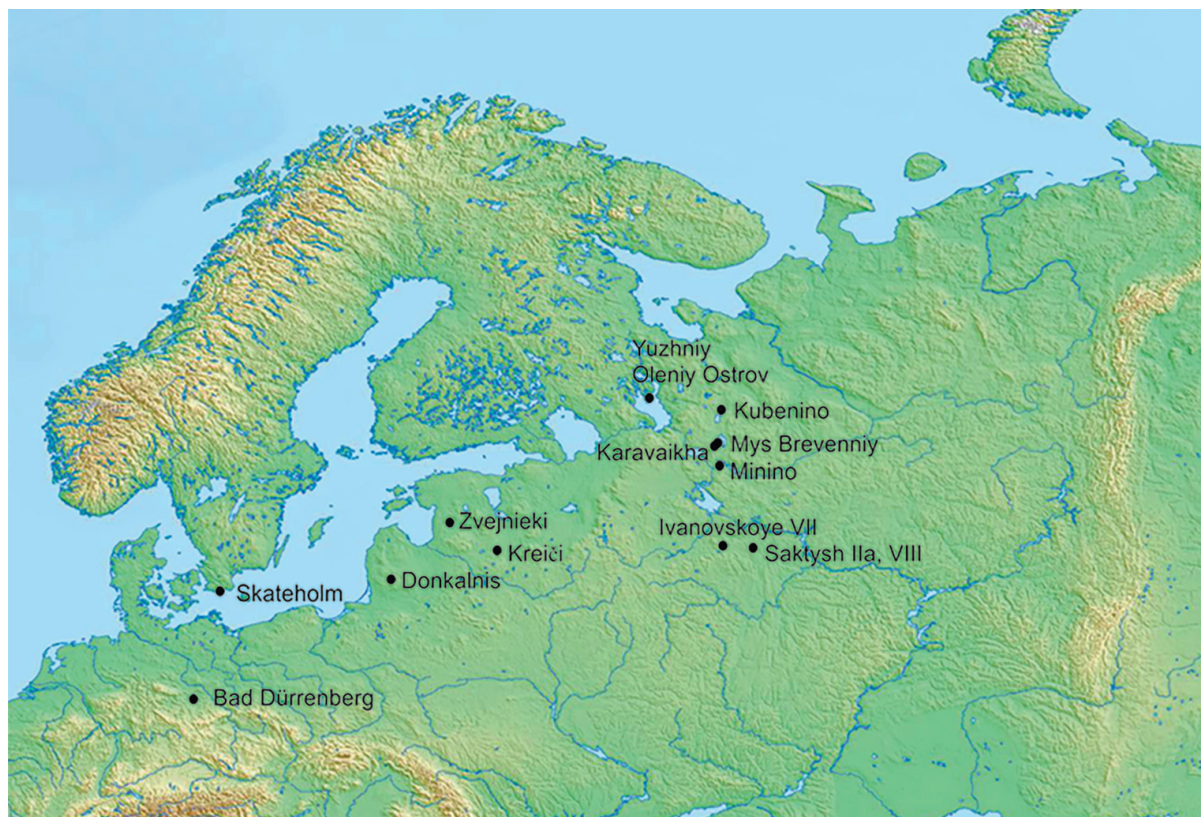 Yuzhniy
Oleniy Ostrov
Kubenino
Mys Brevenniy
Karavaikha
Minino
Zvejnieki
Ivanovskoye VII
Kreiči
Saktysh IIa, VIII
Donkalnis
Skateholm
Bad Dürrenberg